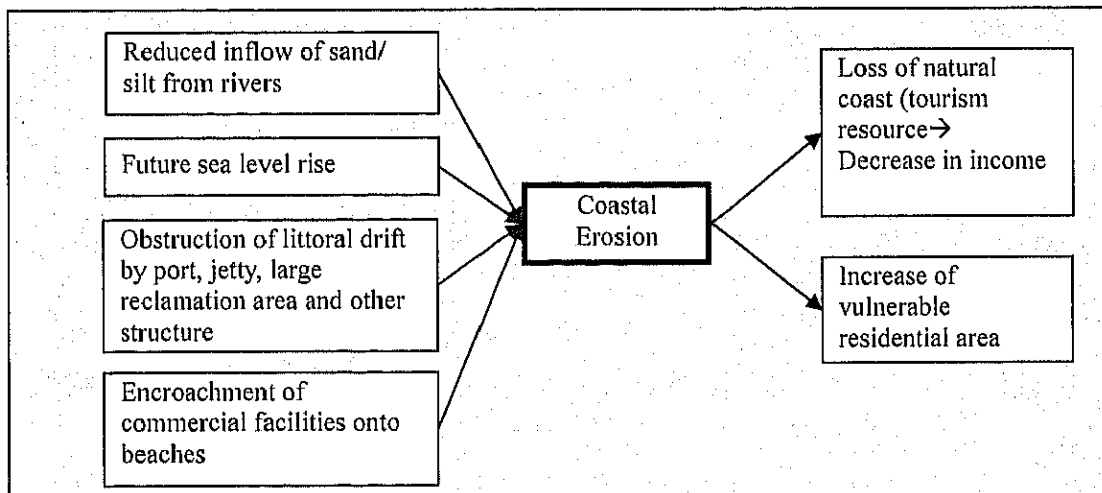 Reduced inflow of sand/
silt from rivers
Future sea level rise
Obstruction of littoral drift
by port, jetty, large
reclamation area and other
structure
Encroachment of
commercial facilities onto
beaches
Coastal
Erosion
Loss of natural
coast (tourism
resource→
Decrease in income
Increase of
vulnerable
residential area